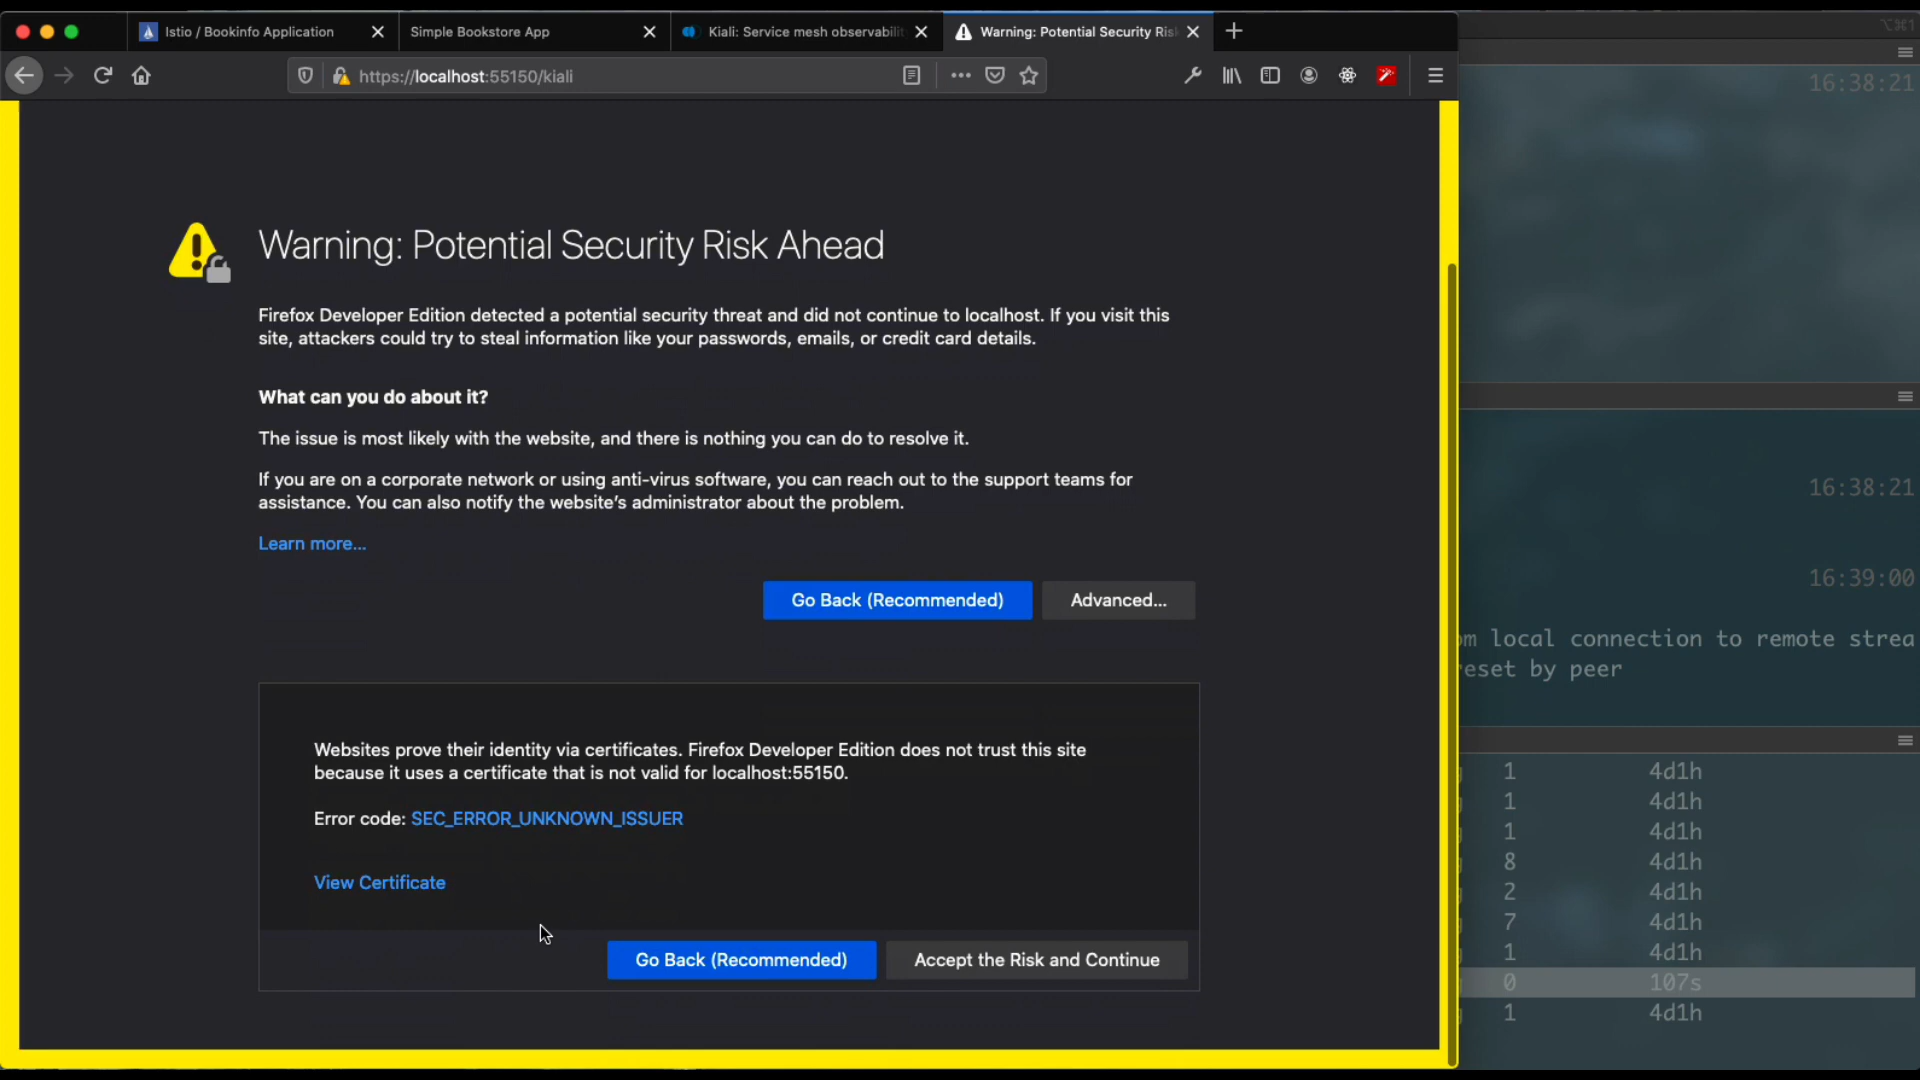 Istio / Bookinfo Application
Simple Bookstore App
Kiali: Service mesh observabilit
Warning: Potential Security Ris
⌥⌘1
https://localhost:55150/kiali
16:38:21
Warning: Potential Security Risk Ahead
Firefox Developer Edition detected a potential security threat and did not continue to localhost. If you visit this
site, attackers could try to steal information like your passwords, emails, or credit card details.
What can you do about it?
The issue is most likely with the website, and there is nothing you can do to resolve it.
If you are on a corporate network or using anti-virus software, you can reach out to the support teams for
assistance. You can also notify the website's administrator about the problem.
Learn more...
Go Back (Recommended)
Advanced...
Websites prove their identity via certificates. Firefox Developer Edition does not trust this site
because it uses a certificate that is not valid for localhost:55150.
Error code: SEC_ERROR_UNKNOWN_ISSUER
View Certificate
Go Back (Recommended)
Accept the Risk and Continue
16:38:21
16:39:00
om local connection to remote strea
reset by peer
1 4d1h
1 4d1h
1 4d1h
8 4d1h
2 4d1h
7 4d1h
1 4d1h
0 107s
1 4d1h